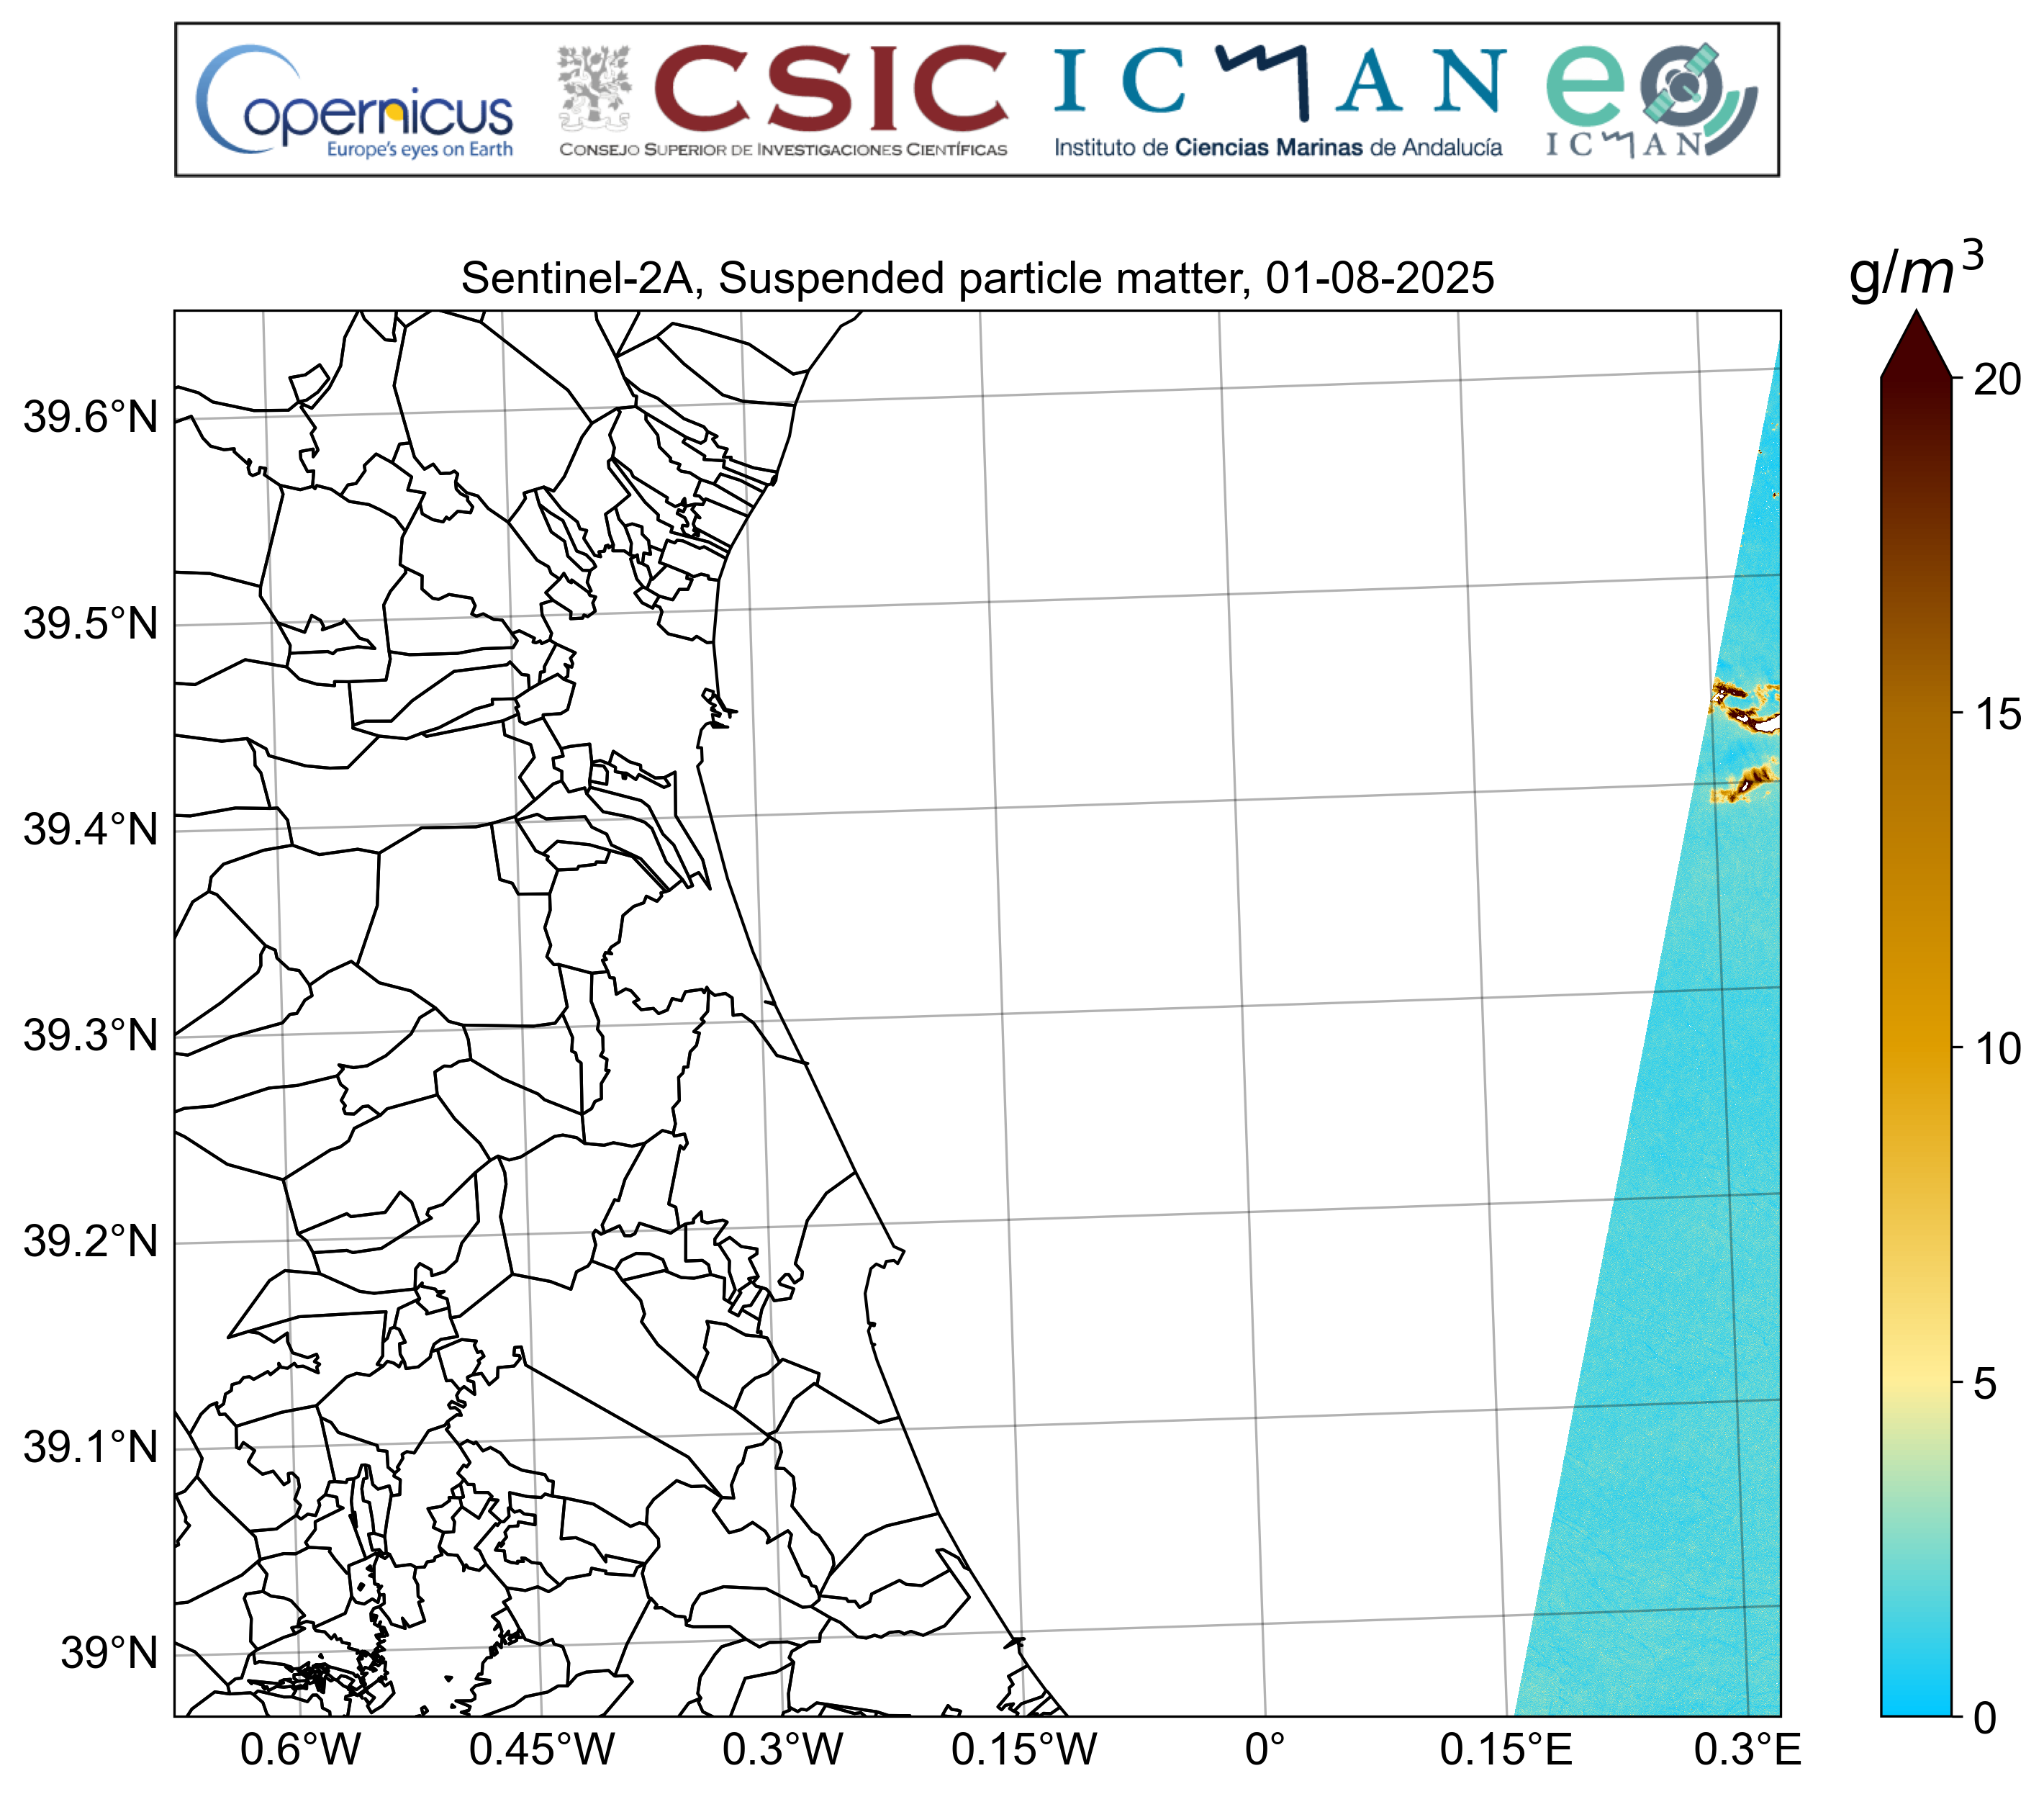 Copernicus
Europe's eyes on Earth
CSIC
CONSEJO SUPERIOR DE INVESTIGACIONES CIENTÍFICAS
ICMAN
Instituto de Ciencias Marinas de Andalucía
eo
ICMAN
Sentinel-2A, Suspended particle matter, 01-08-2025
g/m³
39.6°N
39.5°N
39.4°N
39.3°N
39.2°N
39.1°N
39°N
0.6°W 0.45°W 0.3°W 0.15°W 0° 0.15°E 0.3°E
20
15
10
5
0